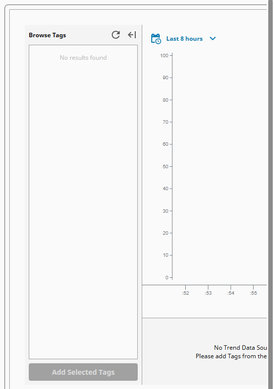 Browse Tags
Last 8 hours
No results found.
100
90
80
70
60
50
40
30
20
10
0
:52
:53
:54
:55
No Trend Data Sou
Please add Tags from the
Add Selected Tags